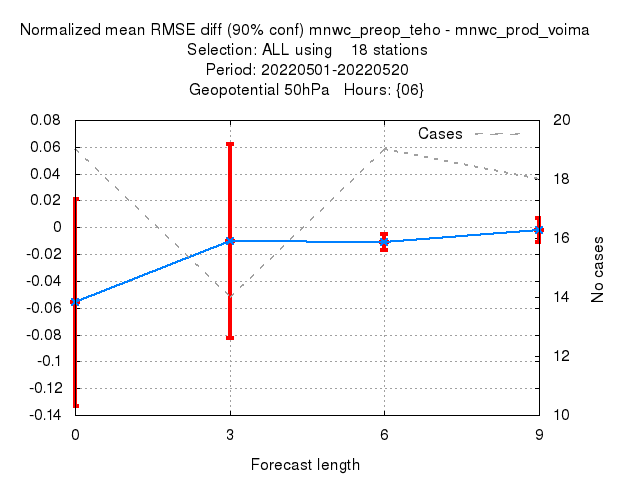 Normalized mean RMSE diff (90% conf) mnwc_preop_teho - mnwc_prod_voima
Selection: ALL using    18 stations
Period: 20220501-20220520
Geopotential 50hPa   Hours: {06}
Cases
0.08
0.06
0.04
0.02
0
-0.02
-0.04
-0.06
-0.08
-0.1
-0.12
-0.14
20
18
16
14
12
10
No cases
0 3 6 9
Forecast length